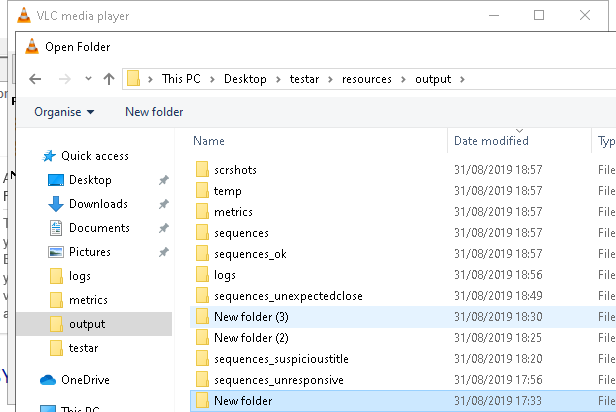 VLC media player
Open Folder
This PC > Desktop > testar > resources > output >
Organise New folder
Name Date modified Typ
Quick access
Desktop
Downloads
Documents
Pictures
logs
metrics
output
testar
OneDrive
This PC
scrshots 31/08/2019 18:57 File
temp 31/08/2019 18:57 File
metrics 31/08/2019 18:57 File
sequences 31/08/2019 18:57 File
sequences_ok 31/08/2019 18:57 File
logs 31/08/2019 18:56 File
sequences_unexpectedclose 31/08/2019 18:49 File
New folder (3) 31/08/2019 18:30 File
New folder (2) 31/08/2019 18:25 File
sequences_suspicioustitle 31/08/2019 18:20 File
sequences_unresponsive 31/08/2019 17:56 File
New folder 31/08/2019 17:33 File